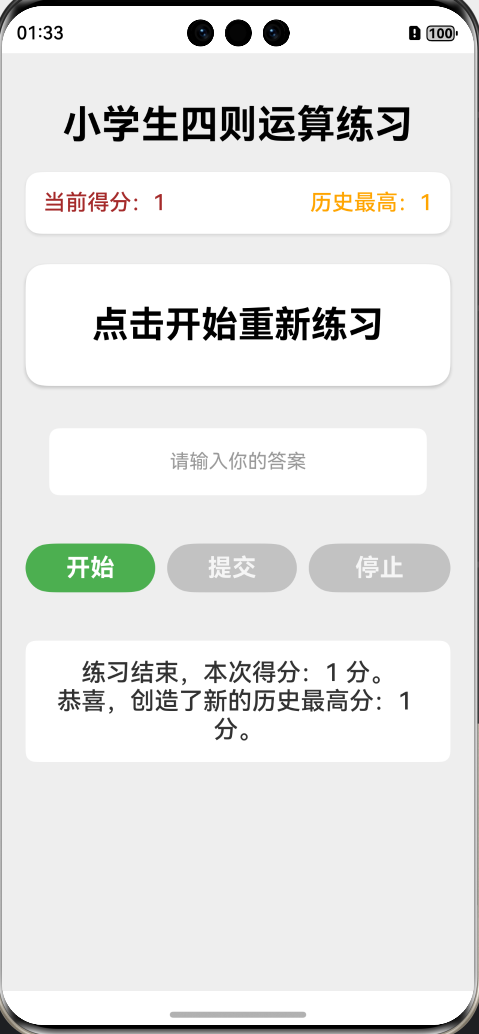 01:33
100
小学生四则运算练习
当前得分：1
历史最高：1
点击开始重新练习
请输入你的答案
开始
提交
停止
练习结束，本次得分：1 分。
恭喜，创造了新的历史最高分：1
分。